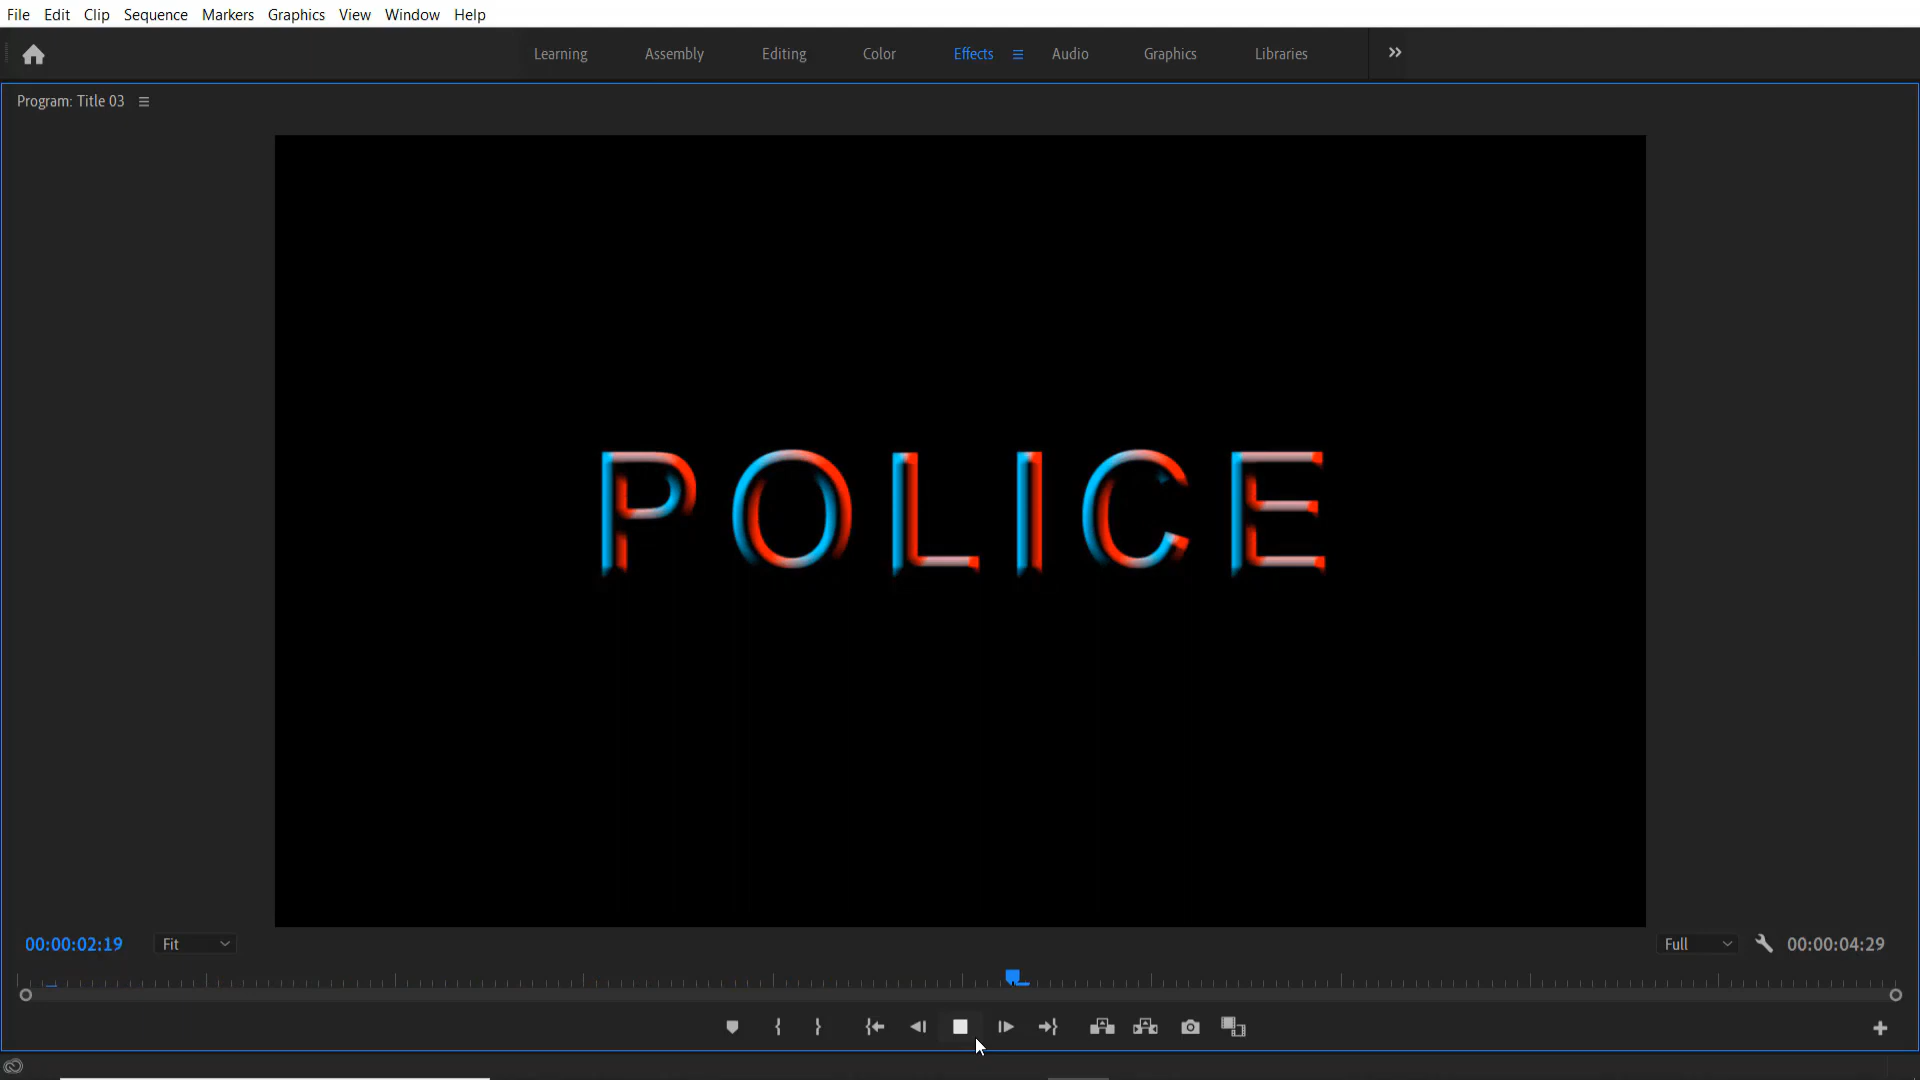 File Edit Clip Sequence Markers Graphics View Window Help
Learning Assembly Editing Color Effects Audio Graphics Libraries
Program: Title 03
POLICE
00:00:02:19 Fit Full 00:00:04:29